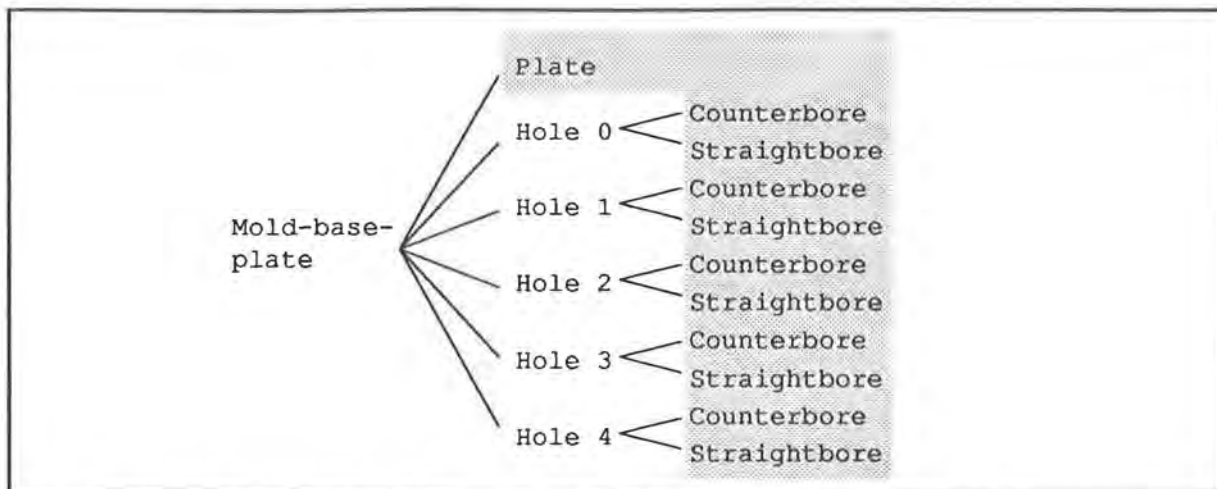 Plate
Hole 0
Counterbore
Straightbore
Hole 1
Counterbore
Straightbore
Mold-base-
plate
Hole 2
Counterbore
Straightbore
Hole 3
Counterbore
Straightbore
Hole 4
Counterbore
Straightbore